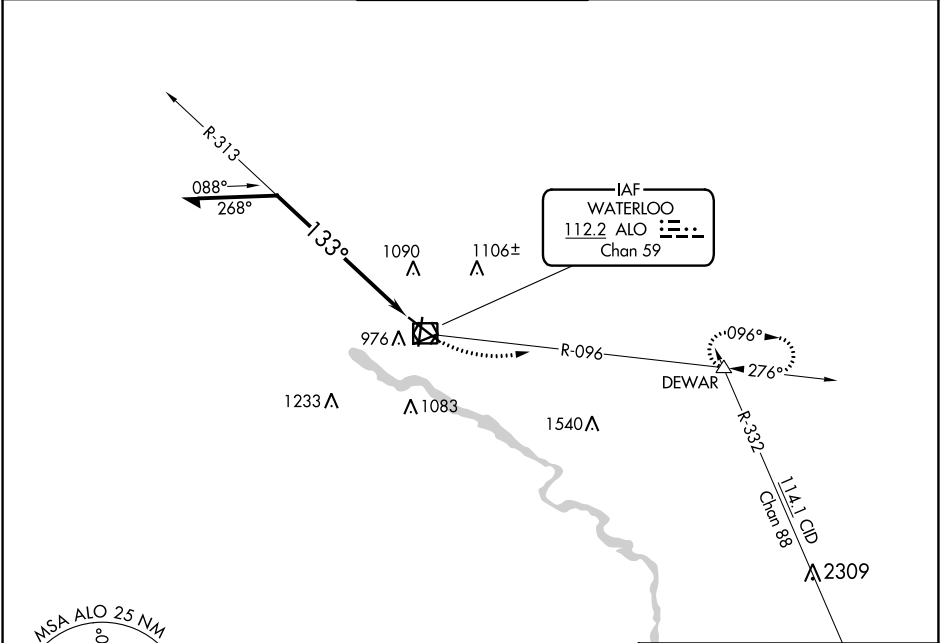 R-313
088°
268°
133°
1090
1106±
IAF
WATERLOO
112.2 ALO
Chan 59
976
R-096
096°
276°
DEWAR
1233
1083
1540
R-332
114.1 CID
Chan 88
2309
MSA ALO 25 NM